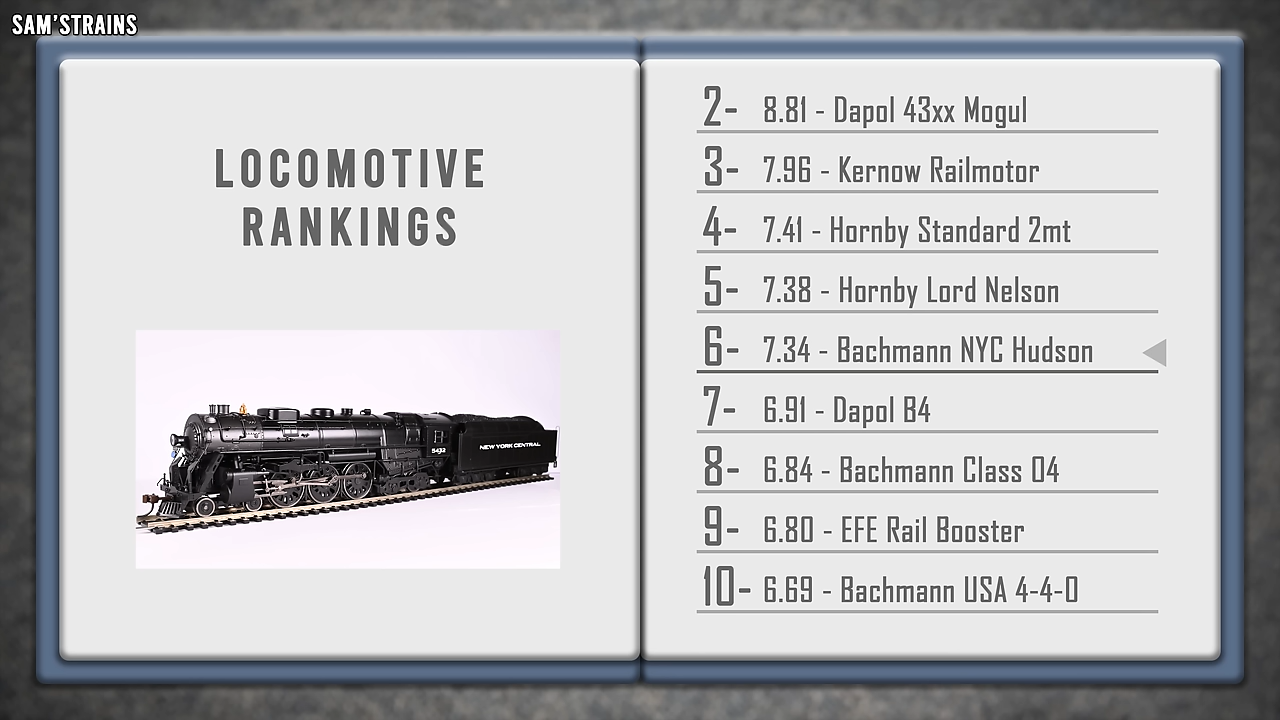 SAM'STRAINS
LOCOMOTIVE
RANKINGS
NEW YORK CENTRAL
5432
2- 8.81 - Dapol 43xx Mogul
3- 7.96 - Kernow Railmotor
4- 7.41 - Hornby Standard 2mt
5- 7.38 - Hornby Lord Nelson
6- 7.34 - Bachmann NYC Hudson
7- 6.91 - Dapol B4
8- 6.84 - Bachmann Class 04
9- 6.80 - EFE Rail Booster
10- 6.69 - Bachmann USA 4-4-0